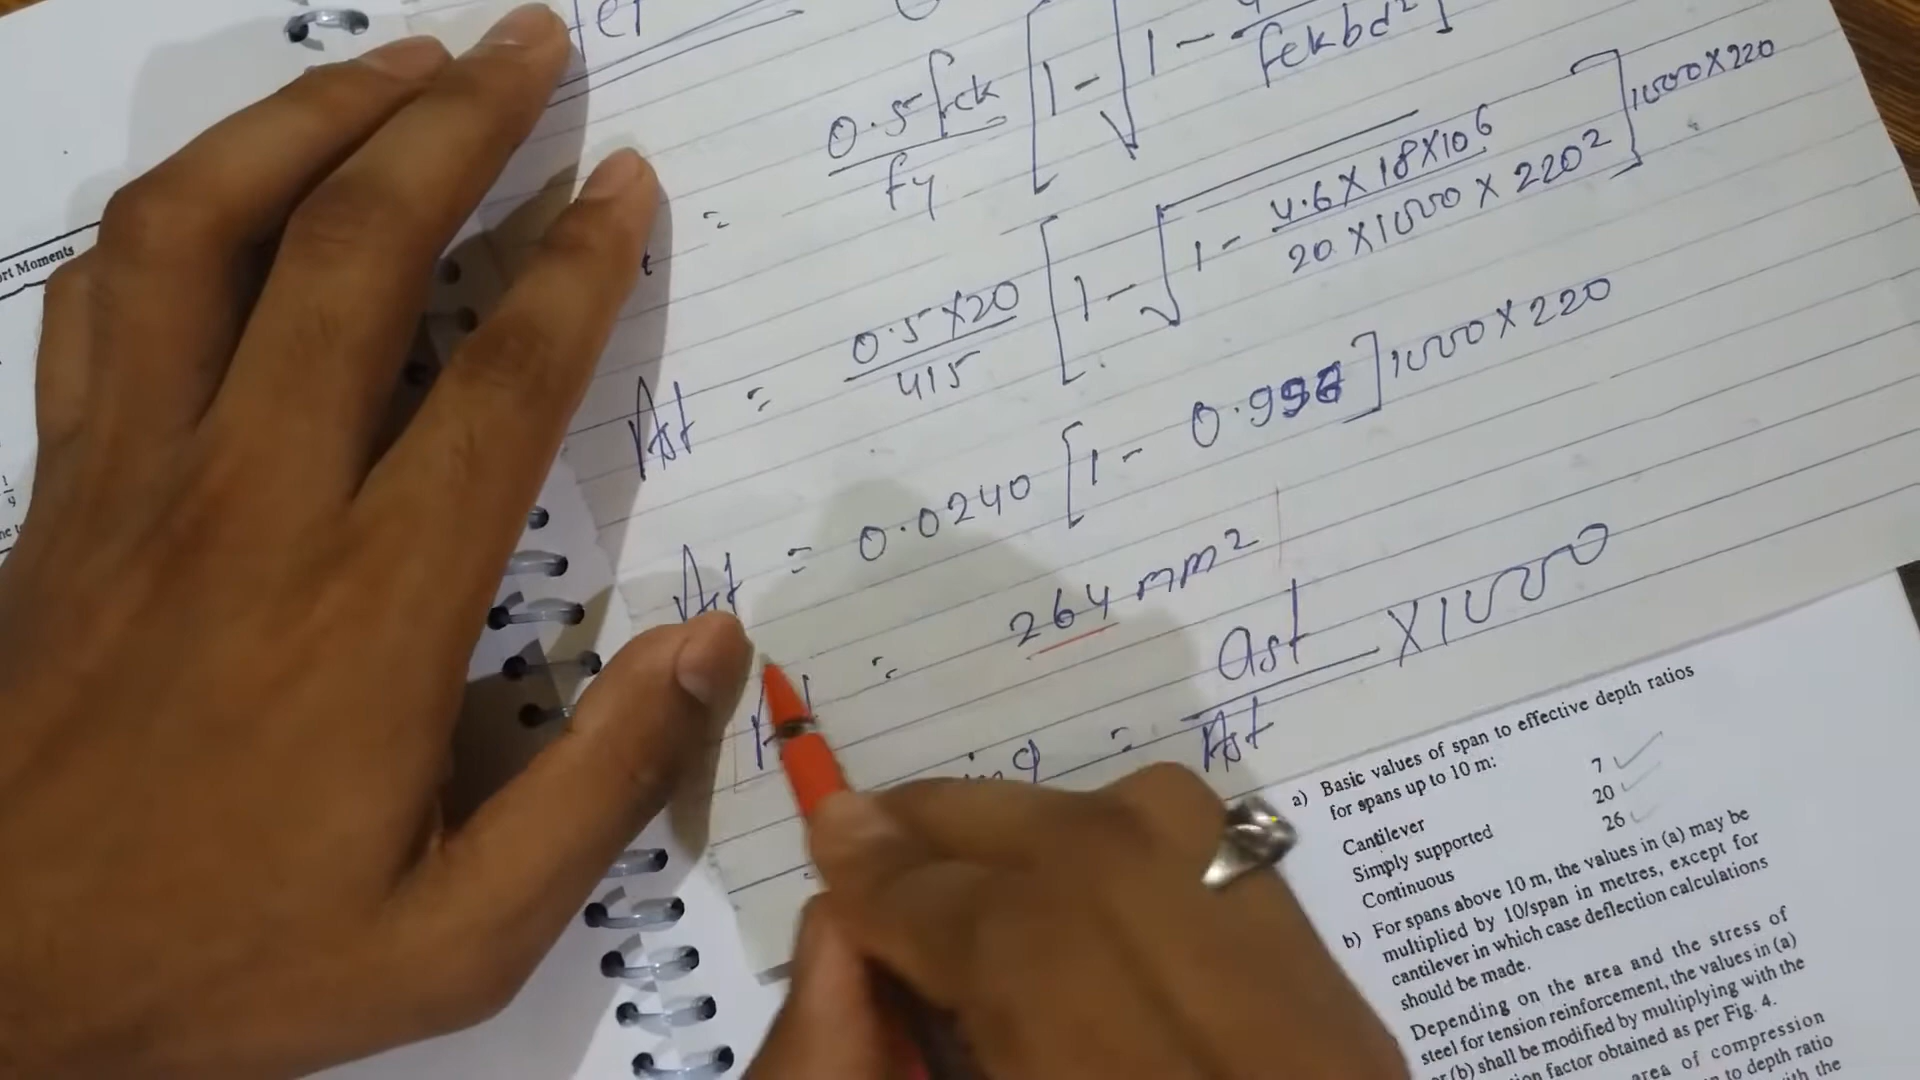 = 0.5fck / fy [1-√1- / fckbd²]
Ast = 0.5×20 / 415 [1-√1- 4.6×18×10⁶ / 20×1000×220²] 1000×220
Ast = 0.0240 [1- 0.996] 1000×220
= 264 mm²
= ast / Ast ×1000
rt Moments
a) Basic values of span to effective depth ratios
for spans up to 10 m:
Cantilever 7
Simply supported 20
Continuous 26
b) For spans above 10 m, the values in (a) may be
multiplied by 10/span in metres, except for
cantilever in which case deflection calculations
should be made.
Depending on the area and the stress of
steel for tension reinforcement, the values in (a)
or (b) shall be modified by multiplying with the
factor obtained as per Fig. 4.
area of compression
to depth ratio
the